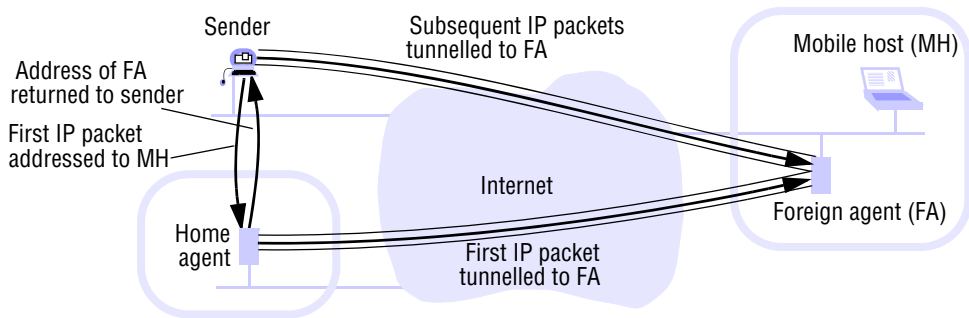 Sender
Subsequent IP packets
tunnelled to FA
Mobile host (MH)
Address of FA
returned to sender
First IP packet
addressed to MH
Internet
Foreign agent (FA)
Home
agent
First IP packet
tunnelled to FA